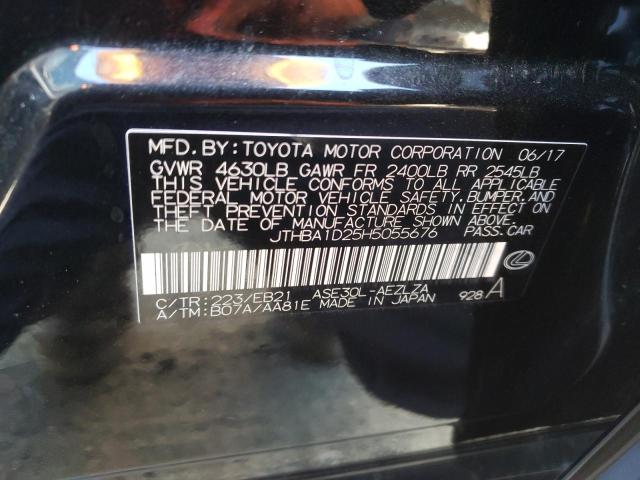 MFD. BY: TOYOTA MOTOR CORPORATION 06/17
GVWR 4630LB GAWR FR 2400LB RR 2545LB
THIS VEHICLE CONFORMS TO ALL APPLICABLE
FEDERAL MOTOR VEHICLE SAFETY, BUMPER, AND
THEFT PREVENTION STANDARDS IN EFFECT ON
THE DATE OF MANUFACTURE SHOWN ABOVE.
JTHBA1D25H5055676 PASS.CAR
C/TR: 223/EB21 ASE30L-AEZLZA
A/TM: B07A/AA81E MADE IN JAPAN 928 A